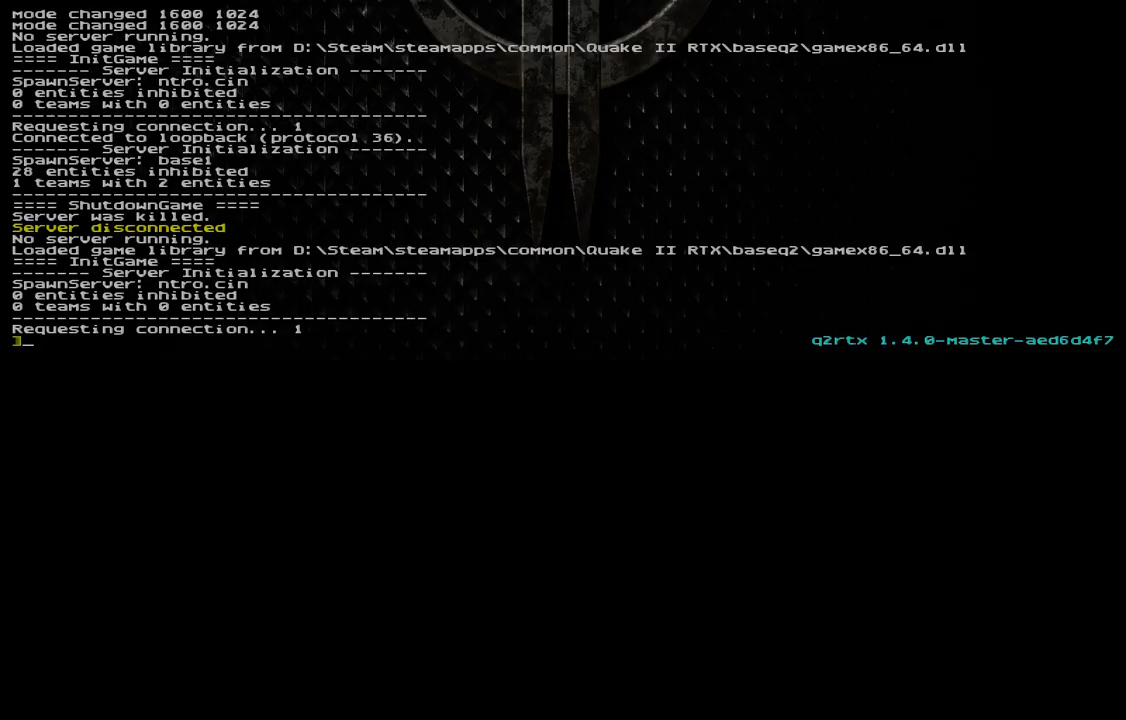 mode changed 1600 1024
mode changed 1600 1024
No server running.
Loaded game library from D:\Steam\steamapps\common\Quake II RTX\baseq2\gamex86_64.dll
==== InitGame ====
------- Server Initialization -------
SpawnServer: ntro.cin
0 entities inhibited
0 teams with 0 entities
-------------------------------------
Requesting connection... 1
Connected to loopback (protocol 36).
------- Server Initialization -------
SpawnServer: base1
28 entities inhibited
1 teams with 2 entities
-------------------------------------
==== ShutdownGame ====
Server was killed.
Server disconnected
No server running.
Loaded game library from D:\Steam\steamapps\common\Quake II RTX\baseq2\gamex86_64.dll
==== InitGame ====
------- Server Initialization -------
SpawnServer: ntro.cin
0 entities inhibited
0 teams with 0 entities
-------------------------------------
Requesting connection... 1
]_ q2rtx 1.4.0-master-aed6d4f7